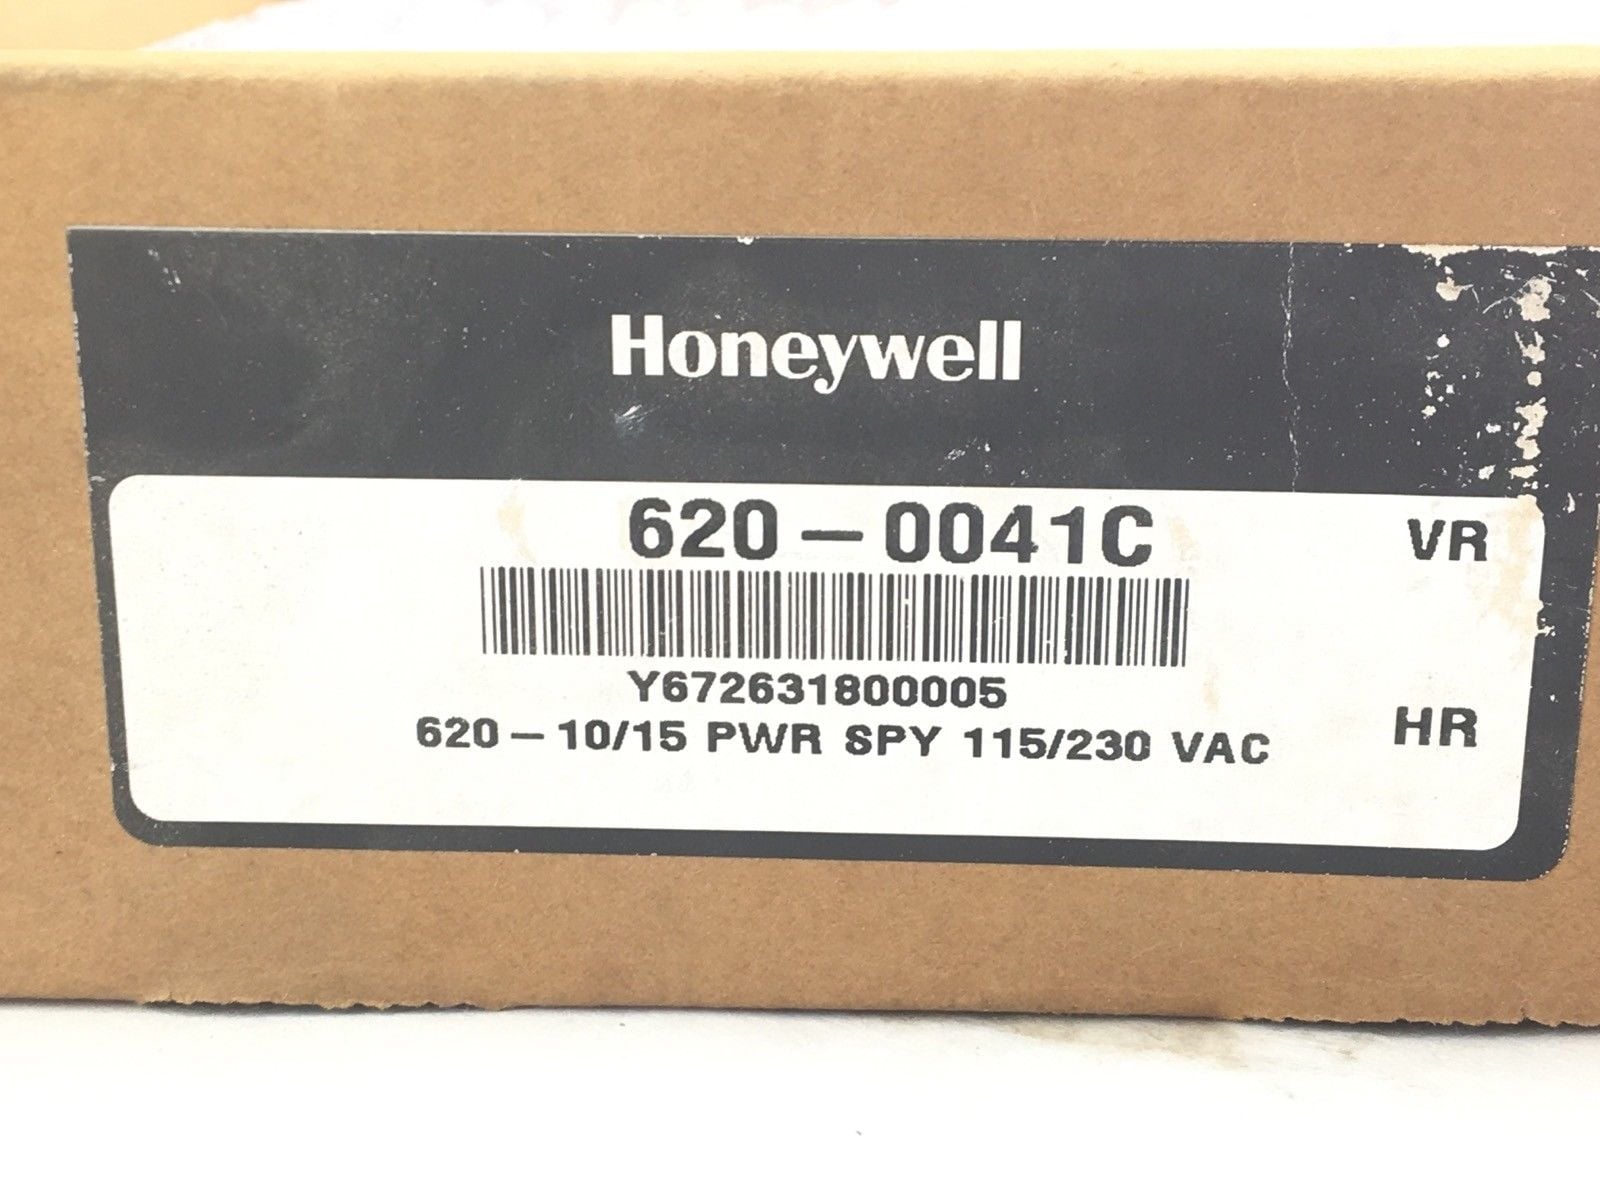 Honeywell
620-0041C VR
Y672631800005
620-10/15 PWR SPY 115/230 VAC HR